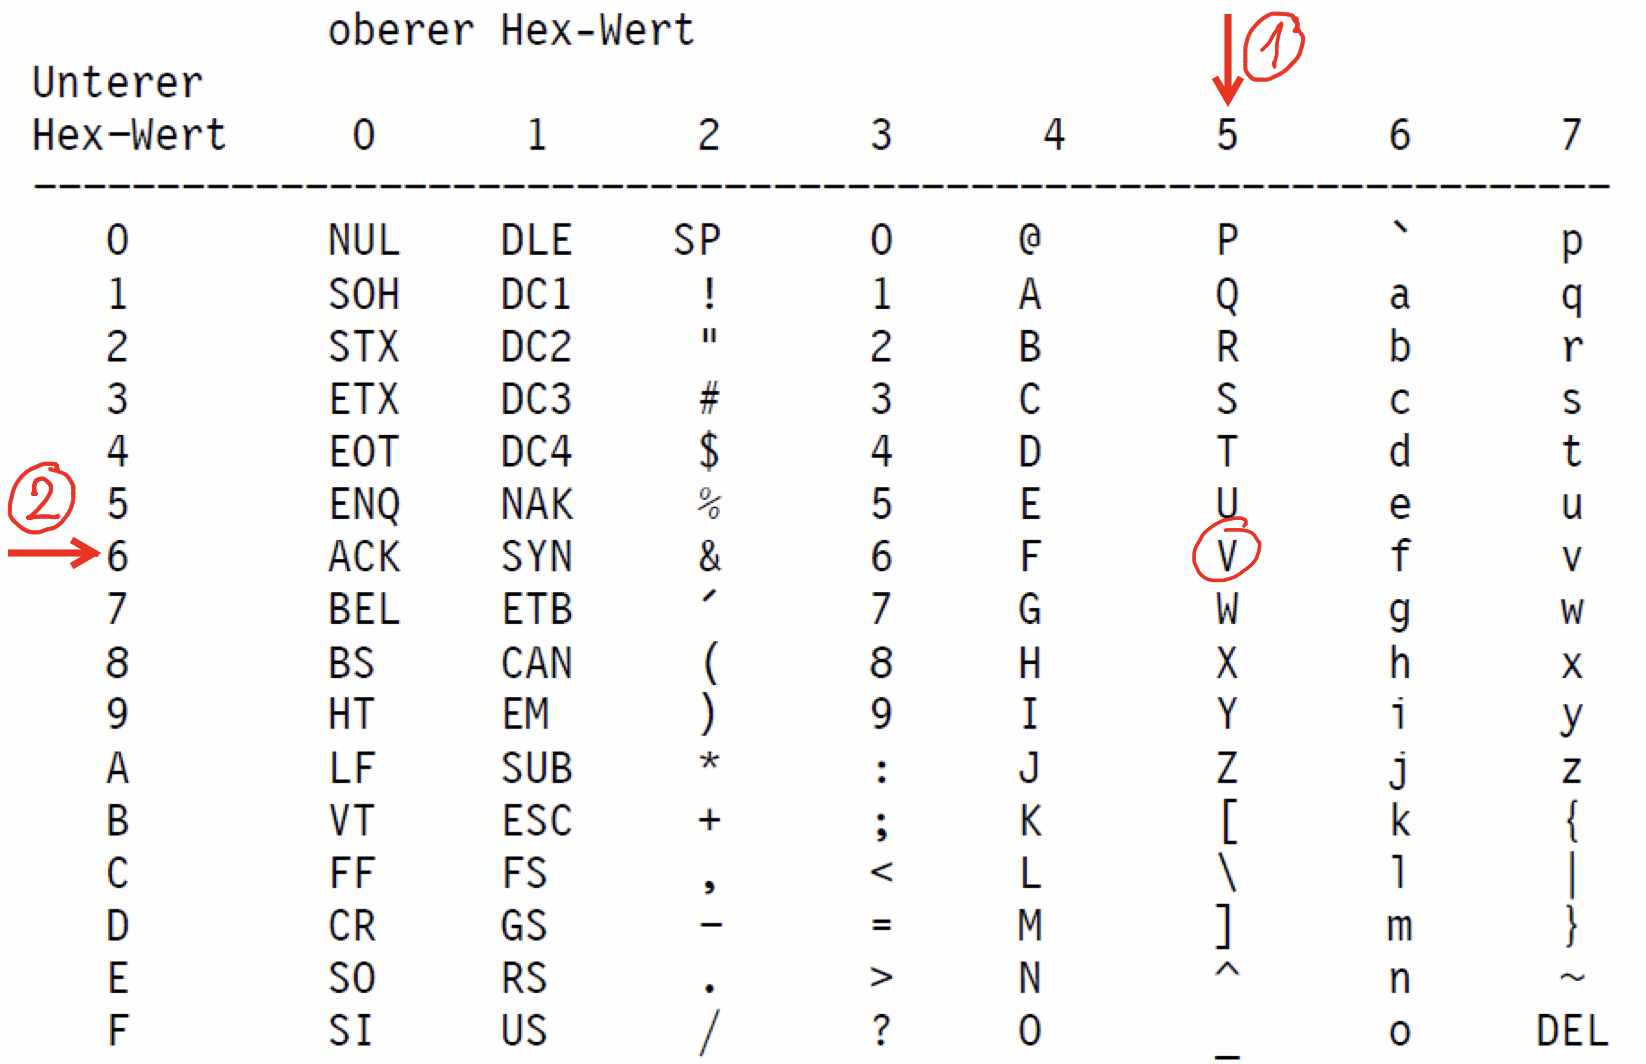 oberer Hex-Wert 1
Unterer
Hex-Wert 0 1 2 3 4 5 6 7
----------------------------------------------------------------
0 NUL DLE SP 0 @ P ` p
1 SOH DC1 ! 1 A Q a q
2 STX DC2 " 2 B R b r
3 ETX DC3 # 3 C S c s
4 EOT DC4 $ 4 D T d t
2
5 ENQ NAK % 5 E U e u
6 ACK SYN & 6 F V f v
7 BEL ETB ´ 7 G W g w
8 BS CAN ( 8 H X h x
9 HT EM ) 9 I Y i y
A LF SUB * : J Z j z
B VT ESC + ; K [ k {
C FF FS , < L \ l |
D CR GS - = M ] m }
E SO RS . > N ^ n ~
F SI US / ? O _ o DEL